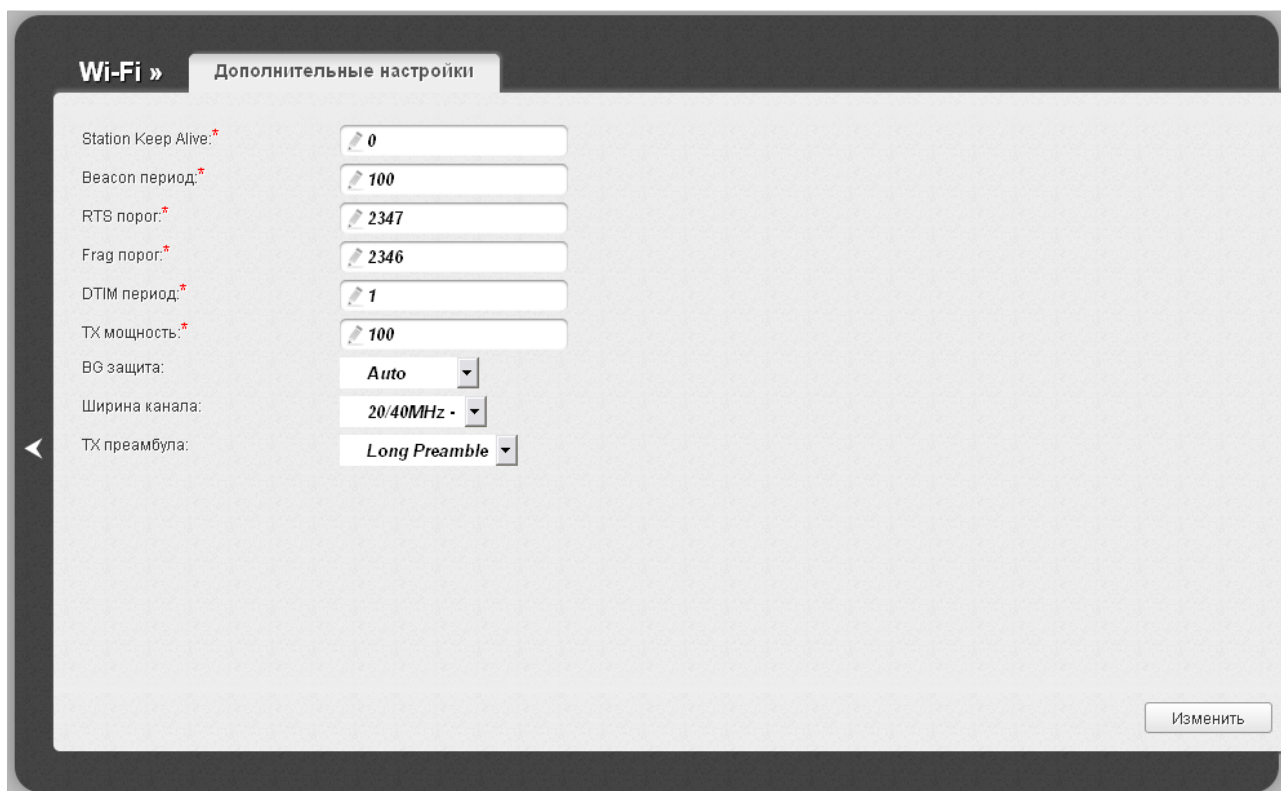 Wi-Fi » Дополнительные настройки
Station Keep Alive:* 0
Beacon период:* 100
RTS порог:* 2347
Frag порог:* 2346
DTIM период:* 1
TX мощность:* 100
BG защита: Auto
Ширина канала: 20/40MHz -
TX преамбула: Long Preamble
Изменить